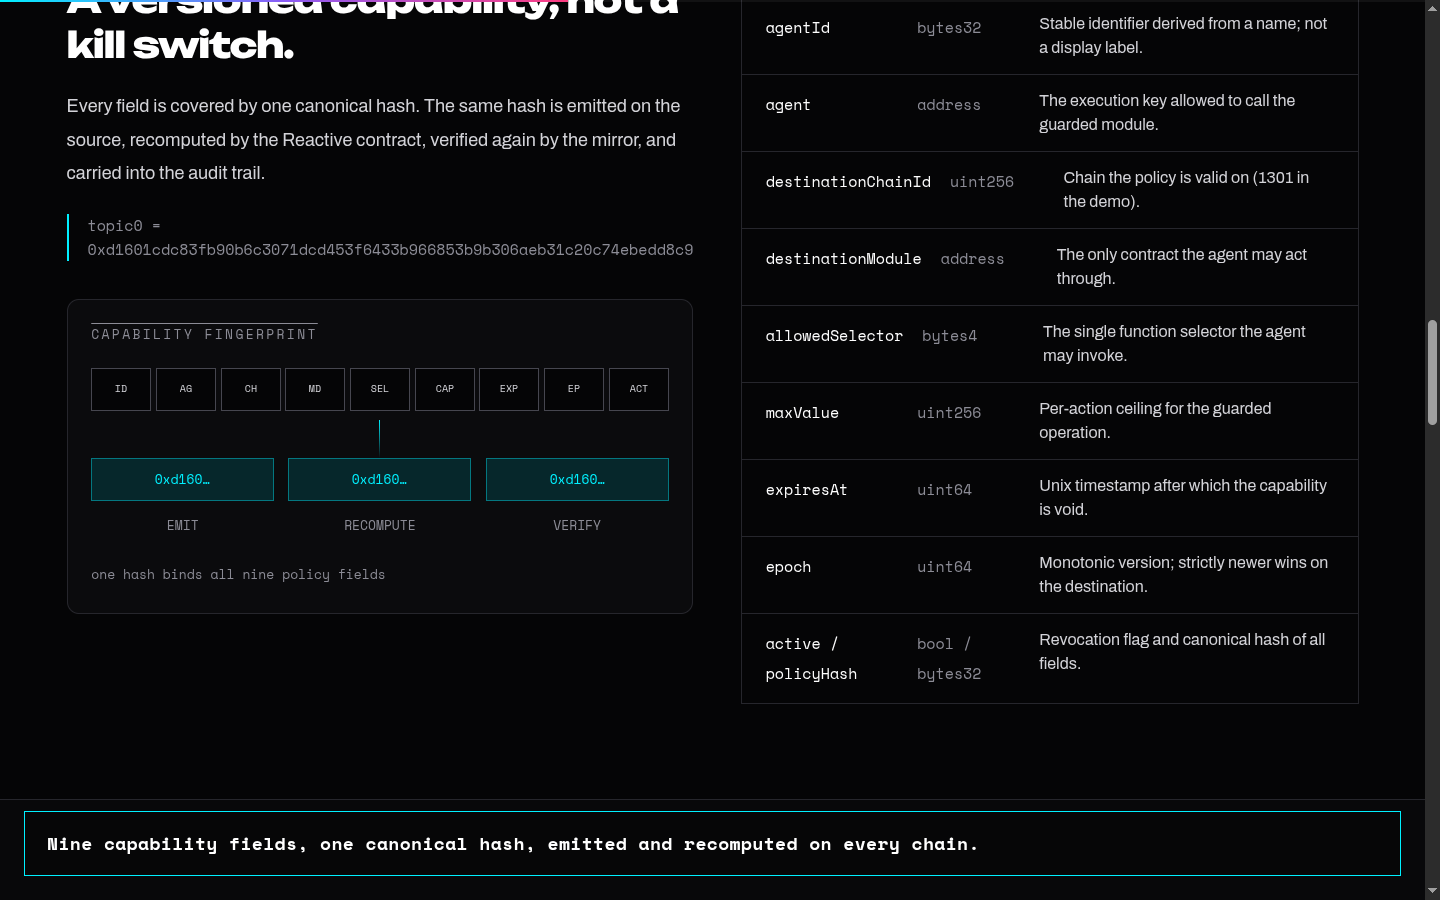 A versioned capability, not a
kill switch.
Every field is covered by one canonical hash. The same hash is emitted on the
source, recomputed by the Reactive contract, verified again by the mirror, and
carried into the audit trail.
topic0 =
0xd1601cdc83fb90b6c3071dcd453f6433b966853b9b306aeb31c20c74ebedd8c9
CAPABILITY FINGERPRINT
ID AG CH MD SEL CAP EXP EP ACT
0xd160… 0xd160… 0xd160…
EMIT RECOMPUTE VERIFY
one hash binds all nine policy fields
agentId bytes32 Stable identifier derived from a name; not
a display label.
agent address The execution key allowed to call the
guarded module.
destinationChainId uint256 Chain the policy is valid on (1301 in
the demo).
destinationModule address The only contract the agent may act
through.
allowedSelector bytes4 The single function selector the agent
may invoke.
maxValue uint256 Per-action ceiling for the guarded
operation.
expiresAt uint64 Unix timestamp after which the capability
is void.
epoch uint64 Monotonic version; strictly newer wins on
the destination.
active / bool / Revocation flag and canonical hash of all
policyHash bytes32 fields.
Nine capability fields, one canonical hash, emitted and recomputed on every chain.